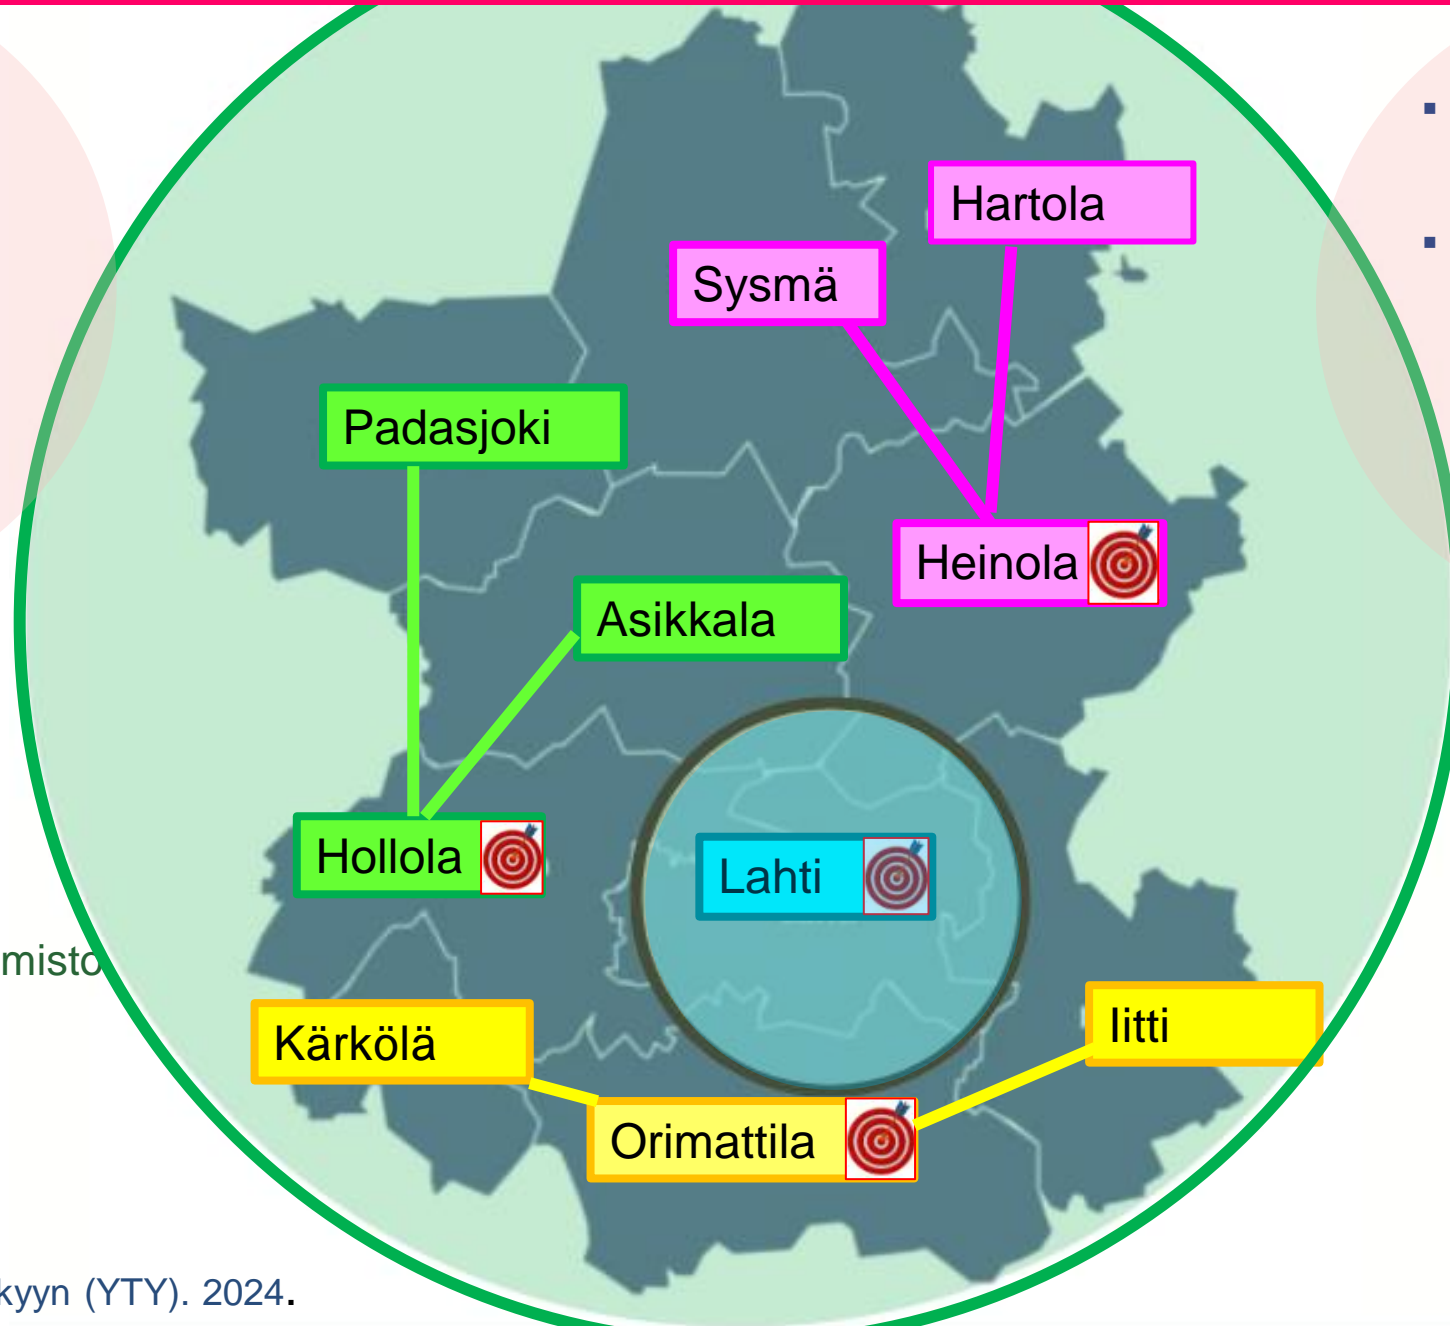 Hartola
Sysmä
Padasjoki
Heinola
Asikkala
Hollola
Lahti
misto
Kärkölä
Iitti
Orimattila
kyyn (YTY). 2024.